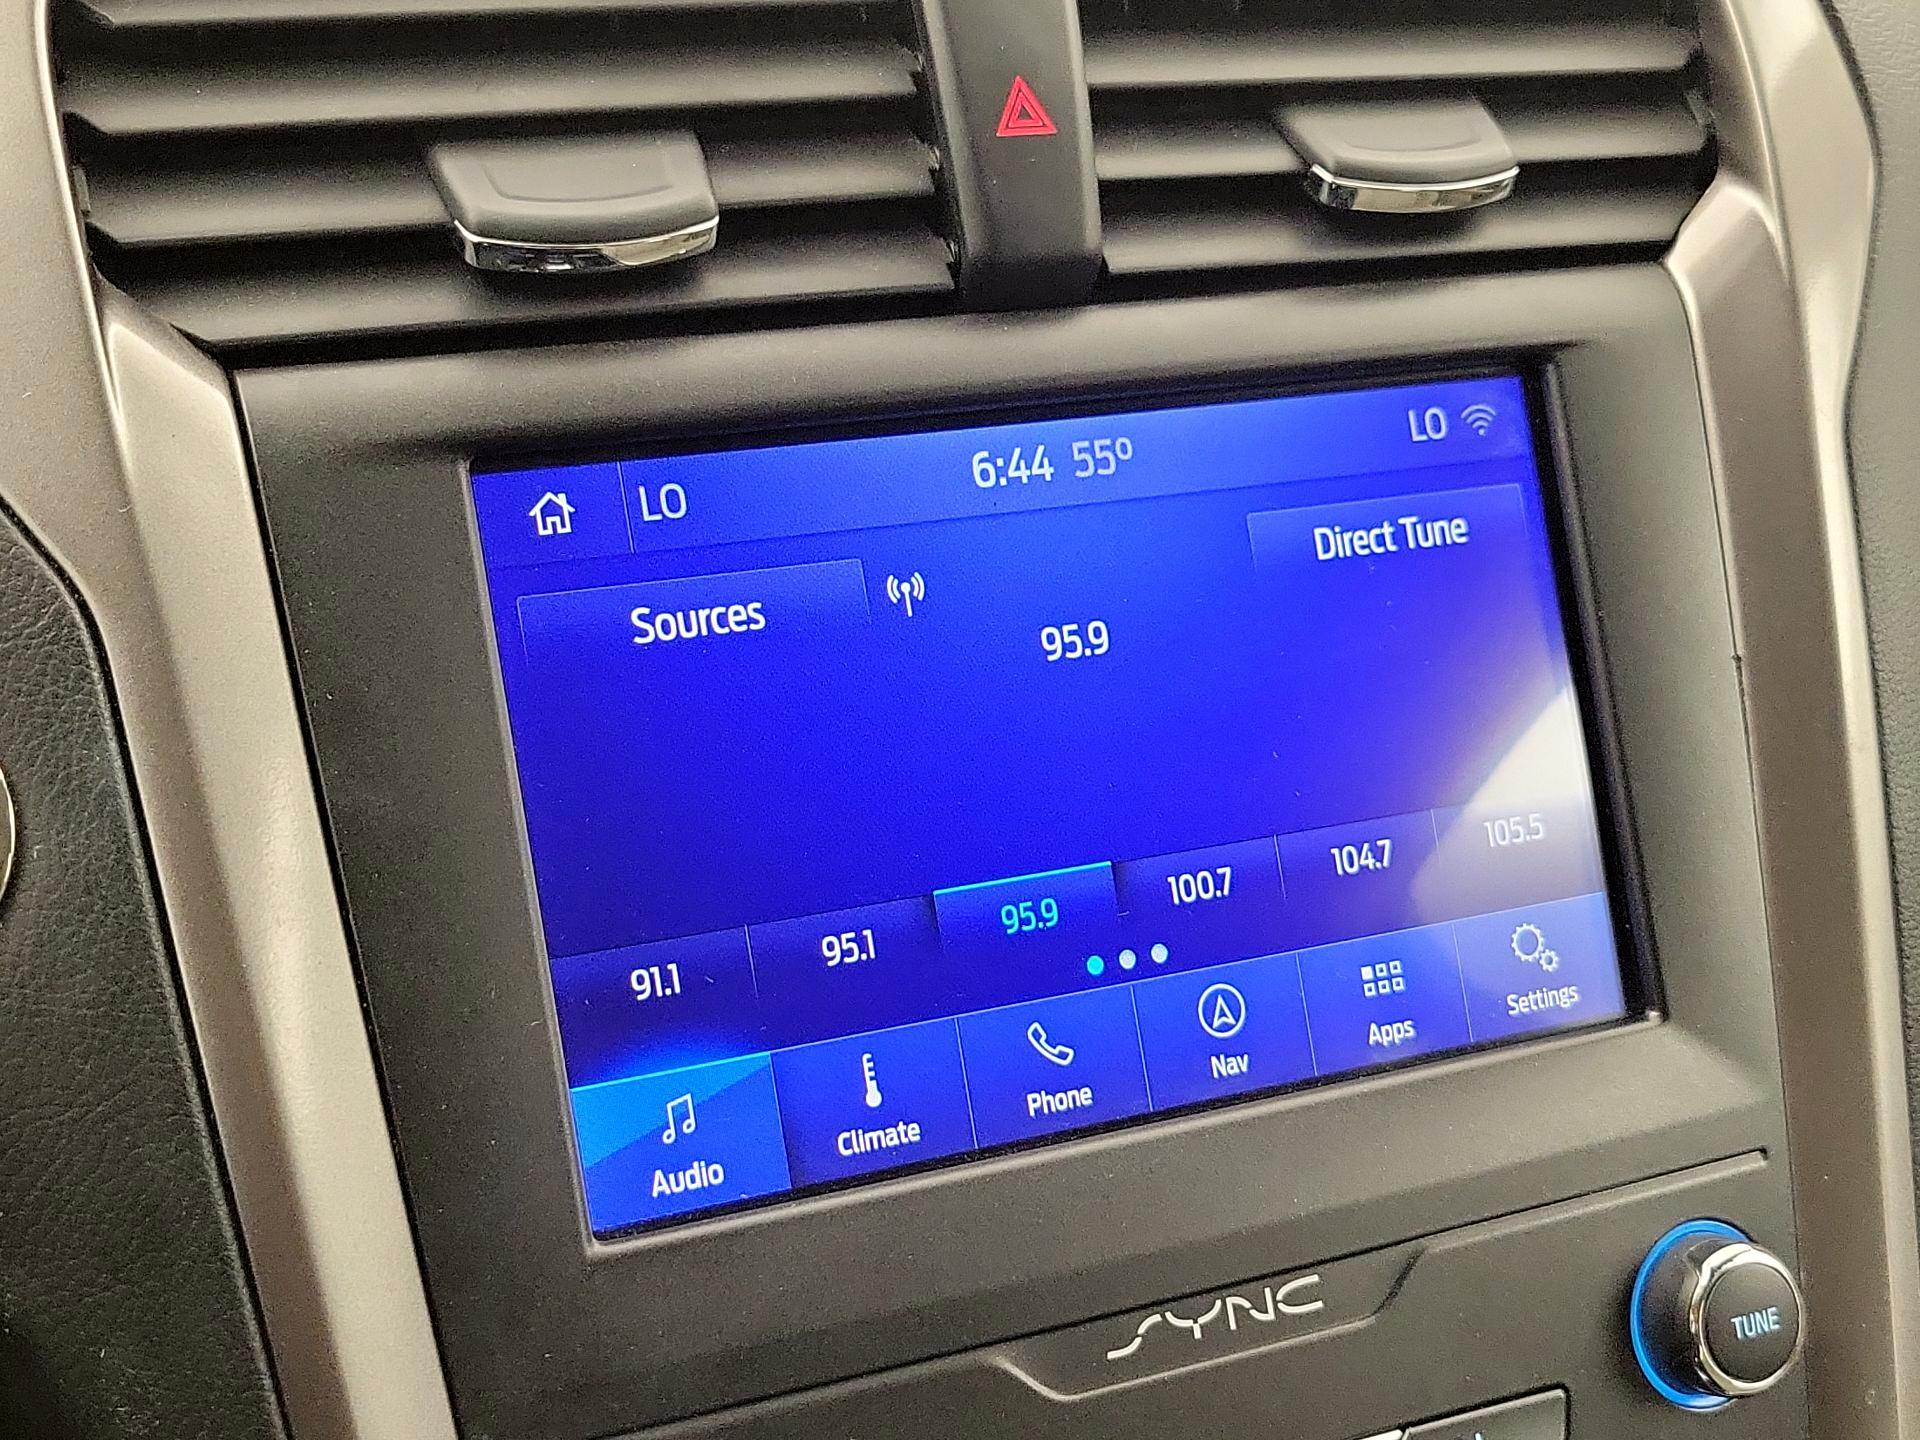 LO 6:44 55° LO
Sources 95.9 Direct Tune
91.1 95.1 95.9 100.7 104.7 105.5
Audio Climate Phone Nav Apps Settings
SYNC
TUNE